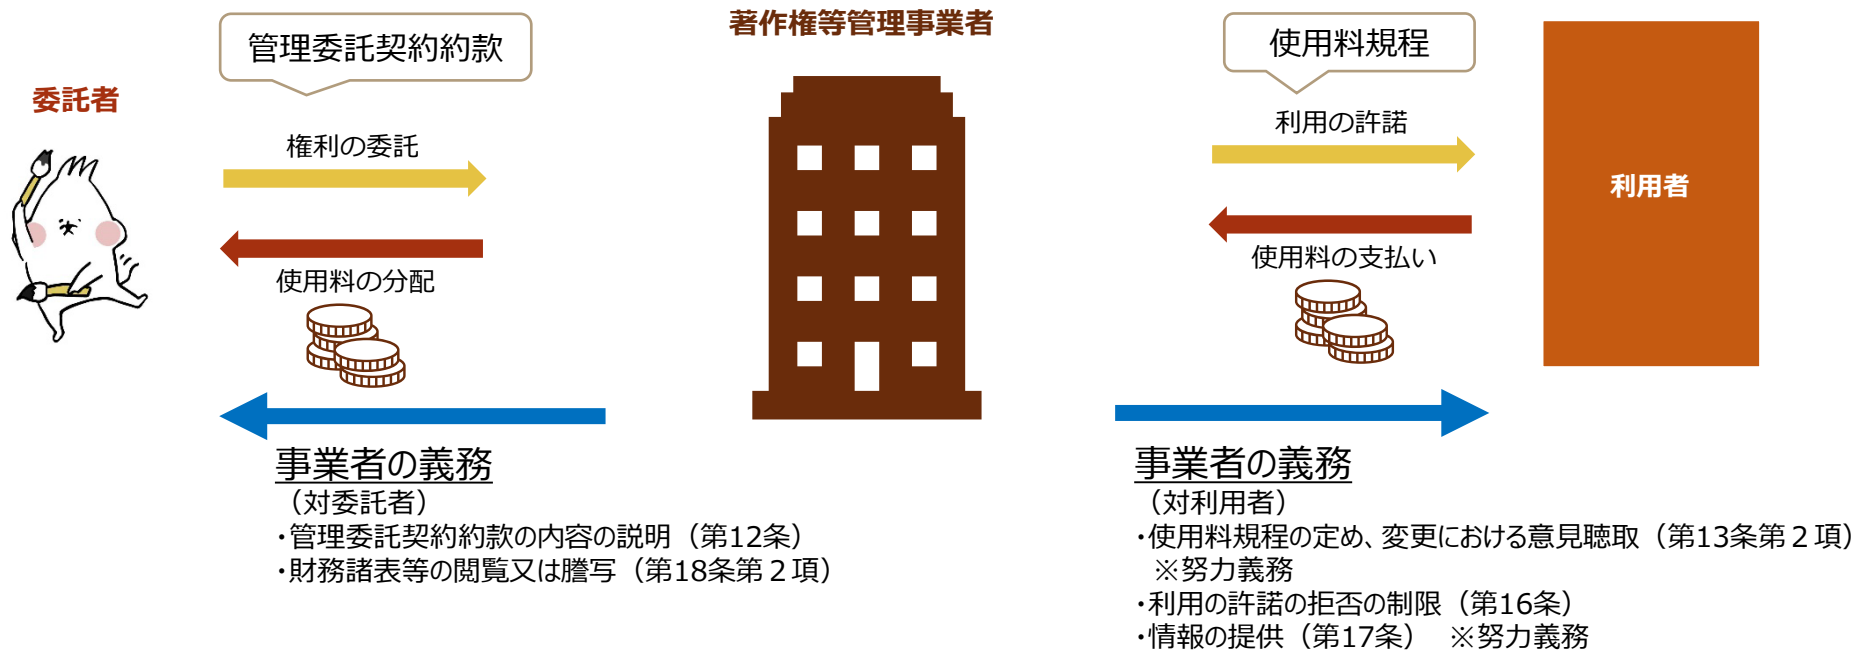 著作権等管理事業者
管理委託契約約款
使用料規程
委託者
権利の委託
利用の許諾
利用者
使用料の分配
使用料の支払い
事業者の義務
（対委託者）
・管理委託契約約款の内容の説明（第12条）
・財務諸表等の閲覧又は謄写（第18条第２項）
事業者の義務
（対利用者）
・使用料規程の定め、変更における意見聴取（第13条第２項）
※努力義務
・利用の許諾の拒否の制限（第16条）
・情報の提供（第17条）　※努力義務